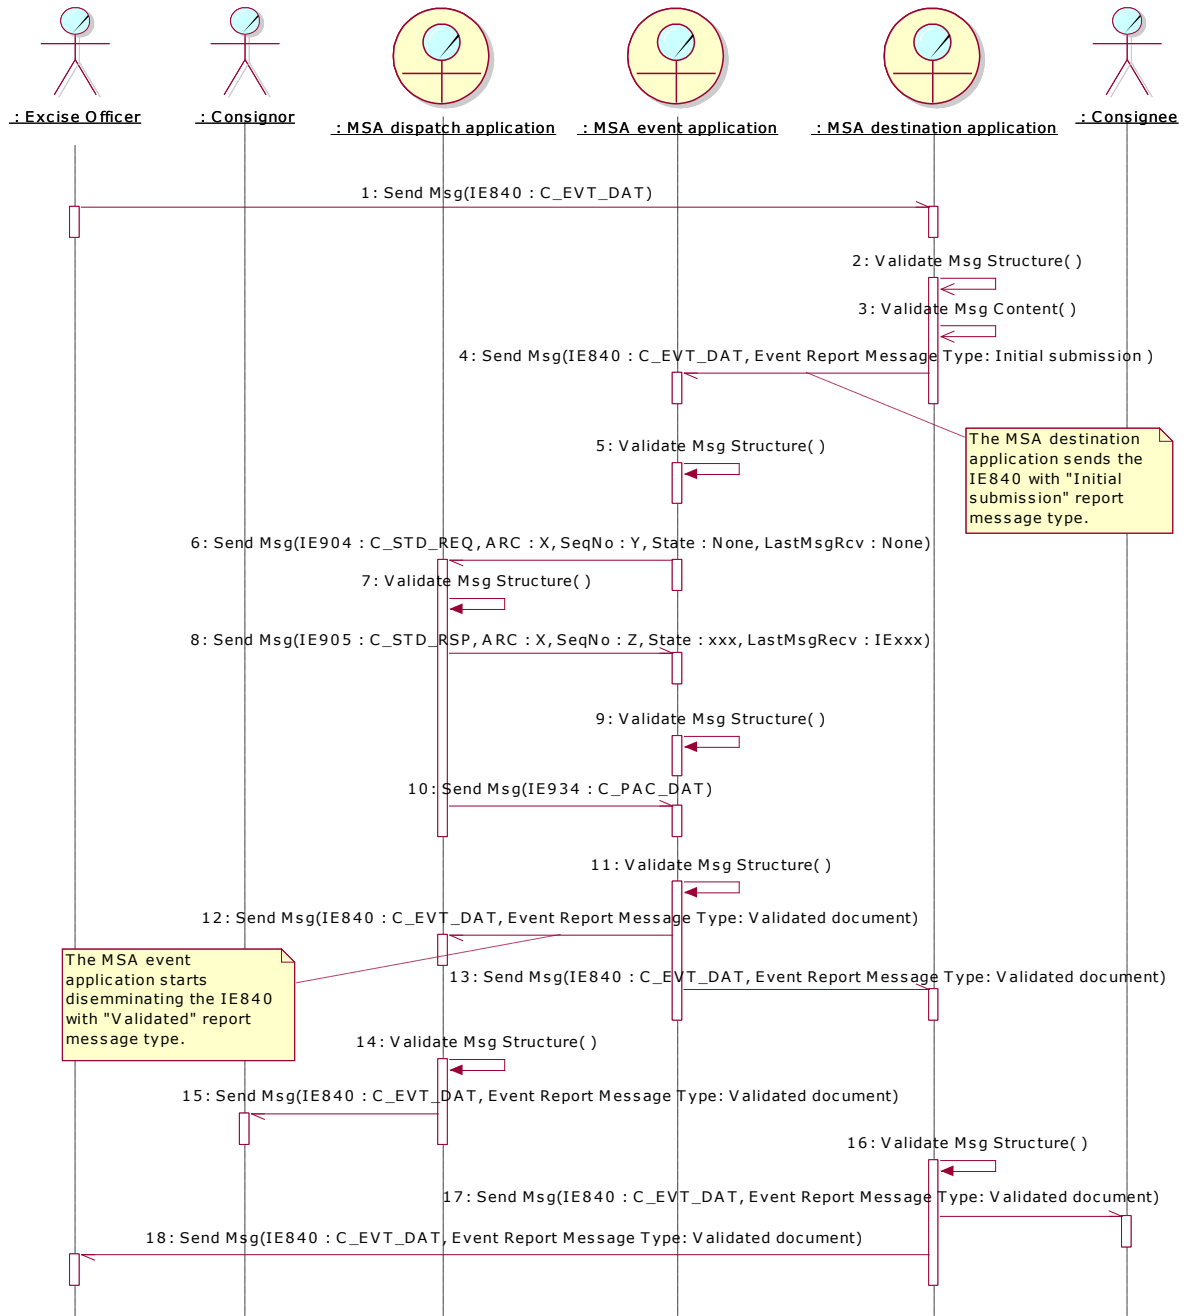 : Excise Officer
: Consignor
: MSA dispatch application
: MSA event application
: MSA destination application
: Consignee
1: Send Msg(IE840 : C_EVT_DAT)
2: Validate Msg Structure( )
3: Validate Msg Content( )
4: Send Msg(IE840 : C_EVT_DAT, Event Report Message Type: Initial submission )
The MSA destination
application sends the
IE840 with "Initial
submission" report
message type.
5: Validate Msg Structure( )
6: Send Msg(IE904 : C_STD_REQ, ARC : X, SeqNo : Y, State : None, LastMsgRcv : None)
7: Validate Msg Structure( )
8: Send Msg(IE905 : C_STD_RSP, ARC : X, SeqNo : Z, State : xxx, LastMsgRecv : IExxx)
9: Validate Msg Structure( )
10: Send Msg(IE934 : C_PAC_DAT)
11: Validate Msg Structure( )
12: Send Msg(IE840 : C_EVT_DAT, Event Report Message Type: Validated document)
The MSA event
application starts
disemminating the IE840
with "Validated" report
message type.
13: Send Msg(IE840 : C_EVT_DAT, Event Report Message Type: Validated document)
14: Validate Msg Structure( )
15: Send Msg(IE840 : C_EVT_DAT, Event Report Message Type: Validated document)
16: Validate Msg Structure( )
17: Send Msg(IE840 : C_EVT_DAT, Event Report Message Type: Validated document)
18: Send Msg(IE840 : C_EVT_DAT, Event Report Message Type: Validated document)